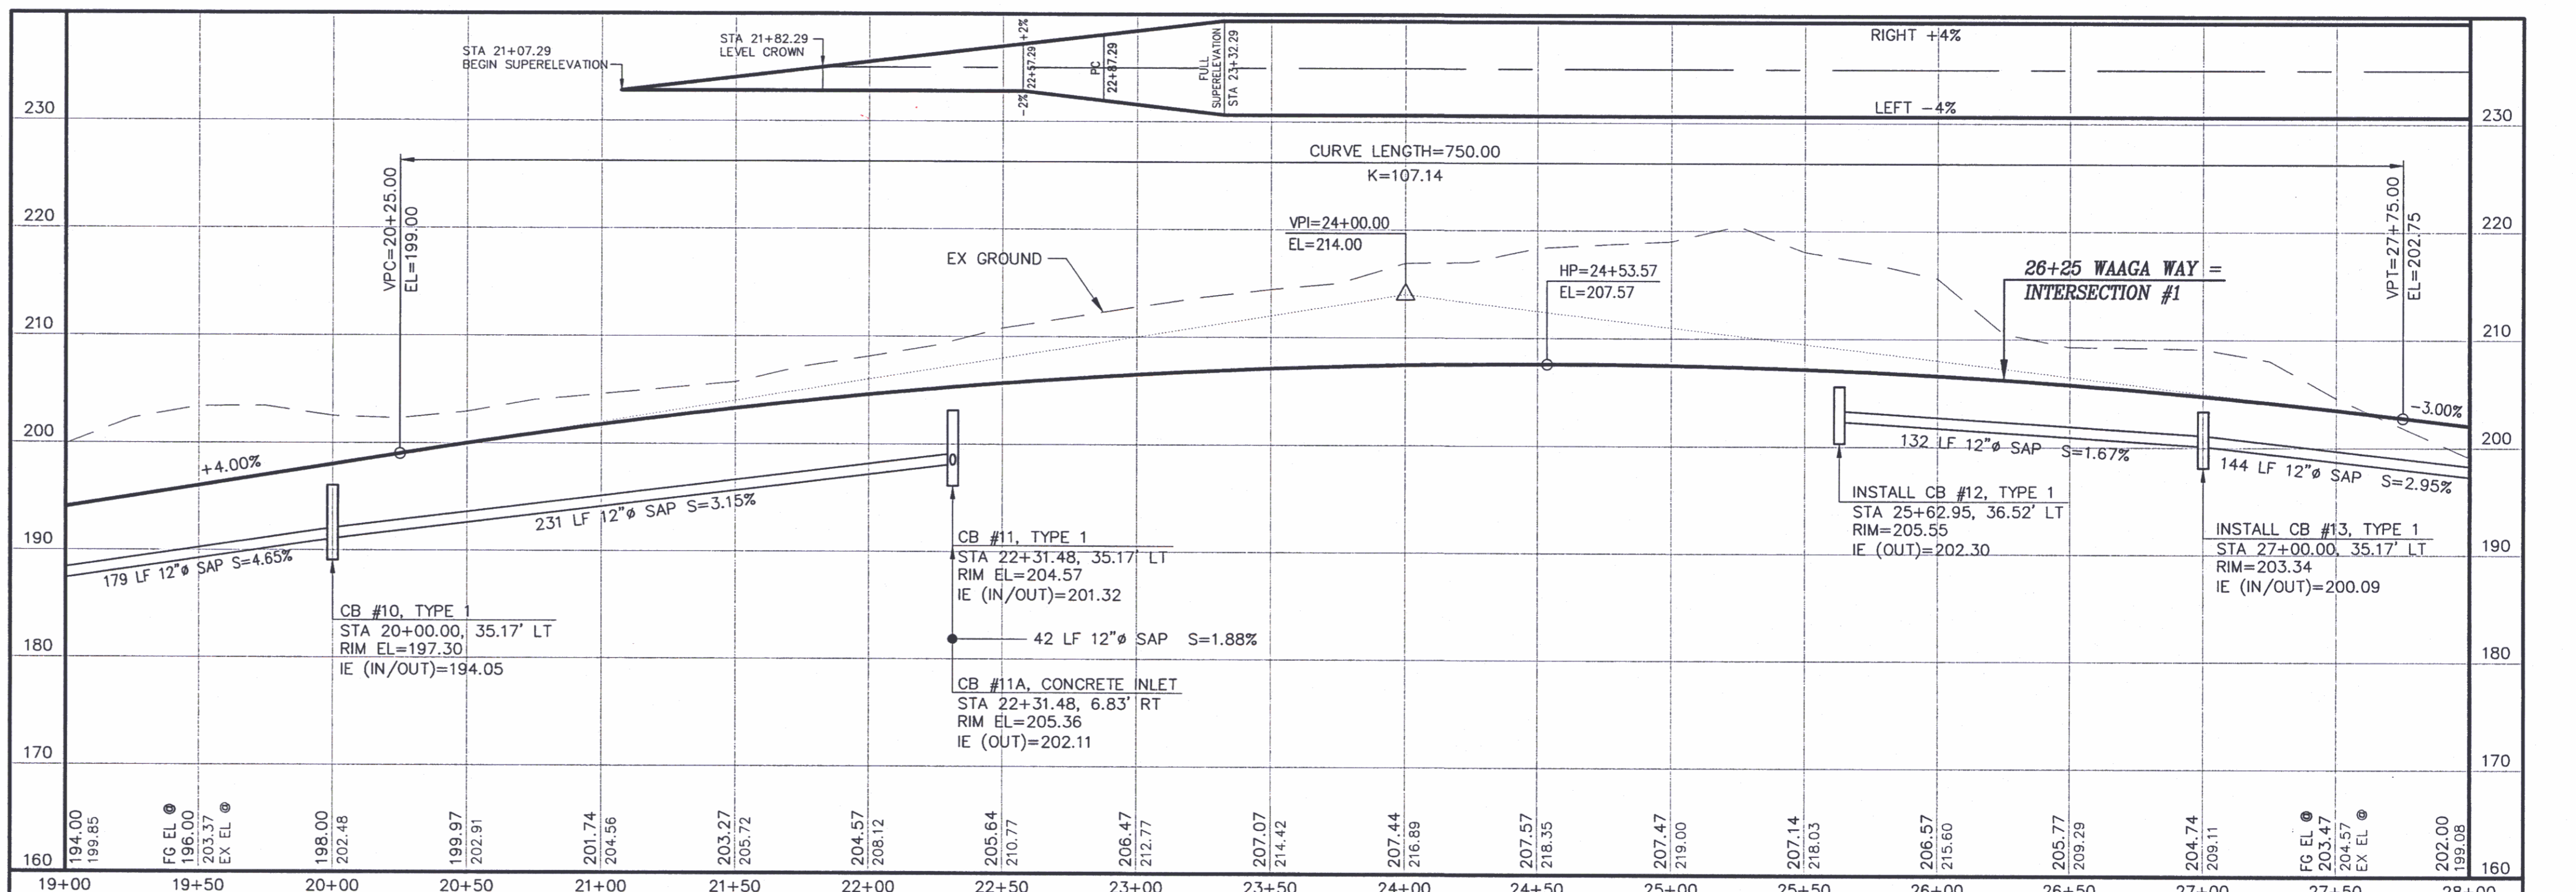 STA 21+07.29
BEGIN SUPERELEVATION
STA 21+82.29
LEVEL CROWN
+2%
22+57.29
-2%
PC
22+87.29
FULL
SUPERELEVATION
STA 23+32.29
RIGHT +4%
LEFT -4%
230
230
CURVE LENGTH=750.00
K=107.14
VPC=20+25.00
EL=199.00
VPI=24+00.00
EL=214.00
EX GROUND
HP=24+53.57
EL=207.57
26+25 WAAGA WAY =
INTERSECTION #1
VPT=27+75.00
EL=202.75
220
220
210
210
200
200
+4.00%
-3.00%
231 LF 12"ø SAP S=3.15%
179 LF 12"ø SAP S=4.65%
132 LF 12"ø SAP S=1.67%
144 LF 12"ø SAP S=2.95%
190
190
CB #10, TYPE 1
STA 20+00.00, 35.17' LT
RIM EL=197.30
IE (IN/OUT)=194.05
CB #11, TYPE 1
STA 22+31.48, 35.17' LT
RIM EL=204.57
IE (IN/OUT)=201.32
42 LF 12"ø SAP S=1.88%
CB #11A, CONCRETE INLET
STA 22+31.48, 6.83' RT
RIM EL=205.36
IE (OUT)=202.11
INSTALL CB #12, TYPE 1
STA 25+62.95, 36.52' LT
RIM=205.55
IE (OUT)=202.30
INSTALL CB #13, TYPE 1
STA 27+00.00, 35.17' LT
RIM=203.34
IE (IN/OUT)=200.09
180
180
170
170
160
160
194.00
199.85
FG EL @
196.00
203.37
EX EL @
198.00
202.48
199.97
202.91
201.74
204.56
203.27
205.72
204.57
208.12
205.64
210.77
206.47
212.77
207.07
214.42
207.44
216.89
207.57
218.35
207.47
219.00
207.14
218.03
206.57
215.60
205.77
209.29
204.74
209.11
FG EL @
203.47
204.57
EX EL @
202.00
199.08
19+00
19+50
20+00
20+50
21+00
21+50
22+00
22+50
23+00
23+50
24+00
24+50
25+00
25+50
26+00
26+50
27+00
27+50
28+00